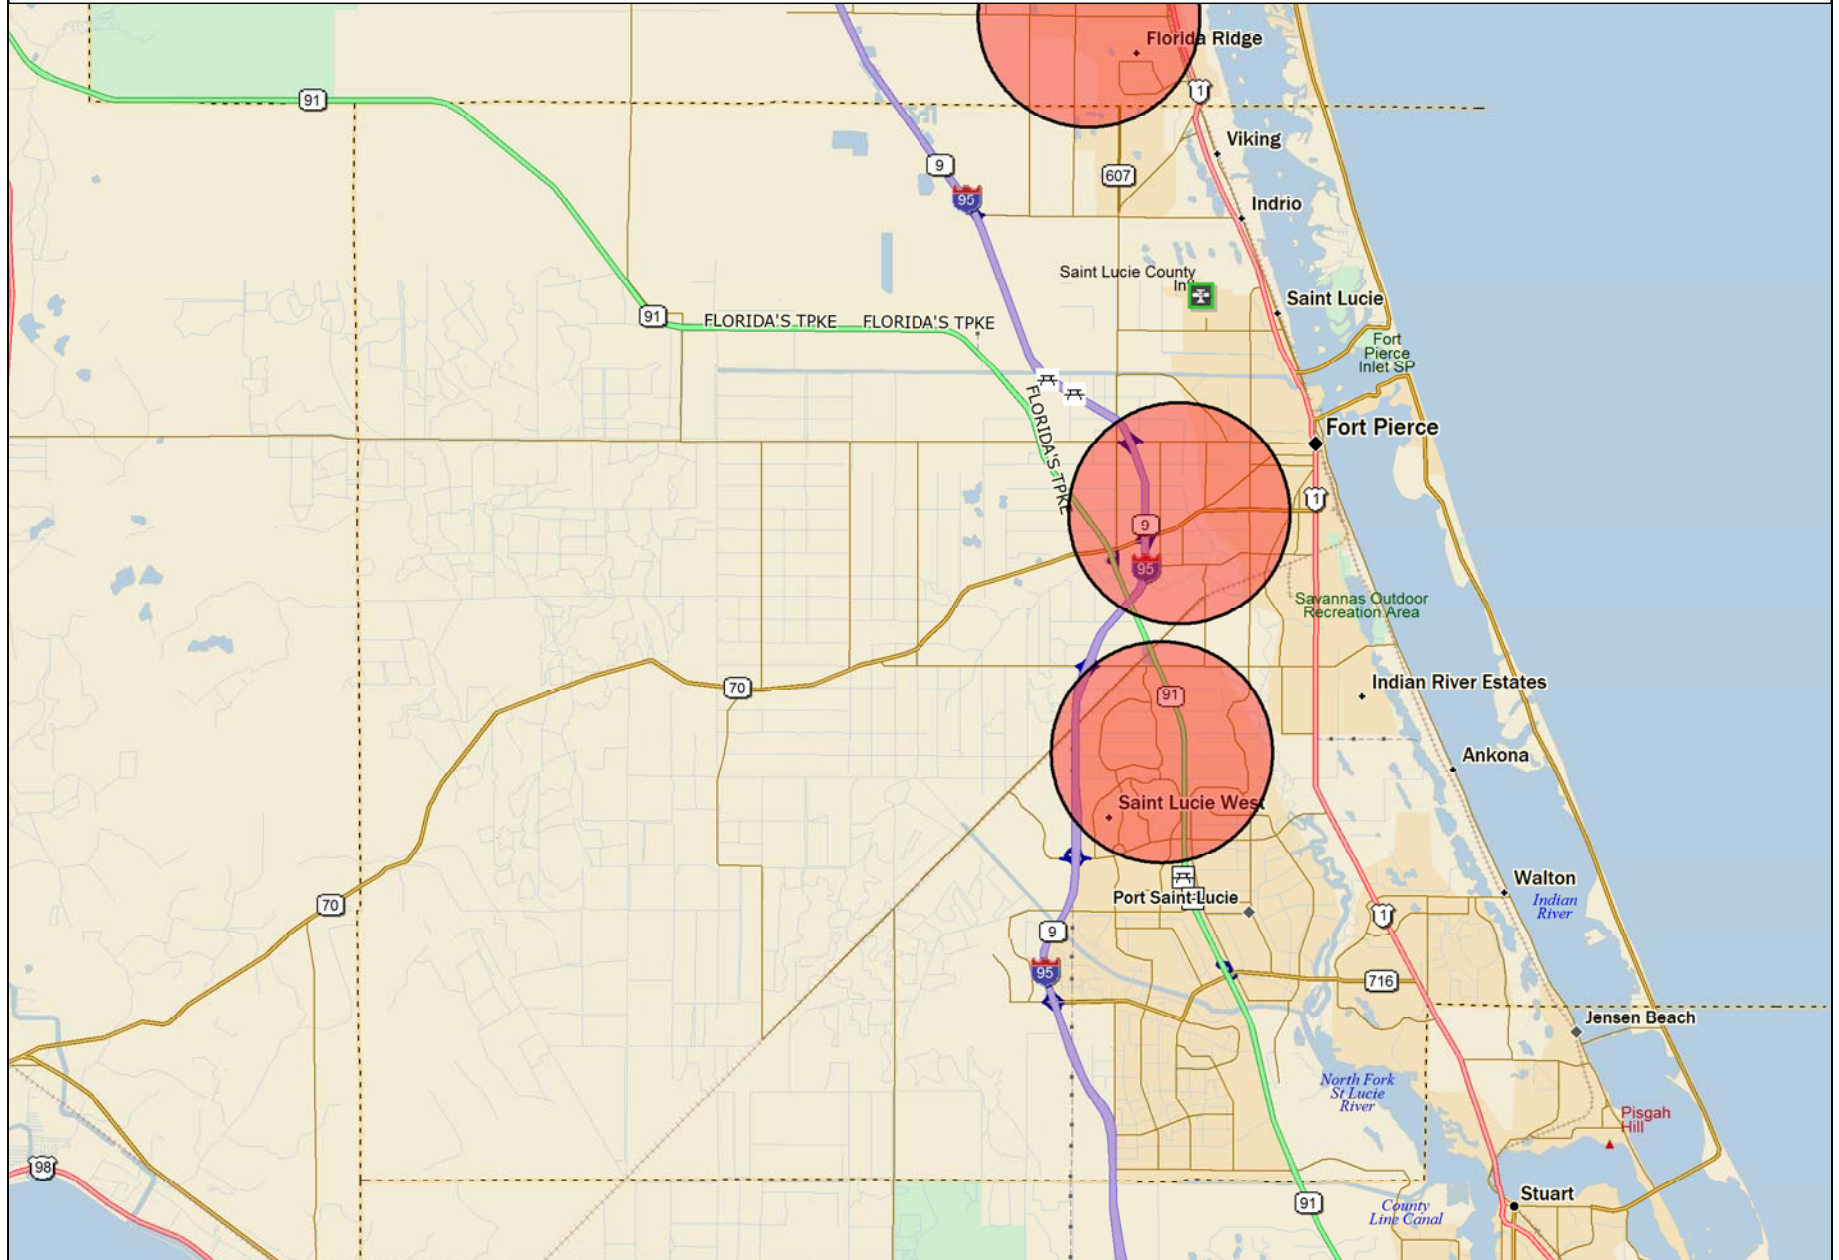 Florida Ridge
91
1
Viking
9
607
95
Indrio
Saint Lucie County
Int'l
Saint Lucie
91
FLORIDA'S TPKE
FLORIDA'S TPKE
Fort
Pierce
Inlet SP
FLORIDA'S TPKE
Fort Pierce
1
9
95
Savannas Outdoor
Recreation Area
70
91
Indian River Estates
Ankona
Saint Lucie West
Walton
Indian
River
70
Port Saint Lucie
1
9
95
716
Jensen Beach
North Fork
St Lucie
River
Pisgah
Hill
98
91
Stuart
County
Line Canal